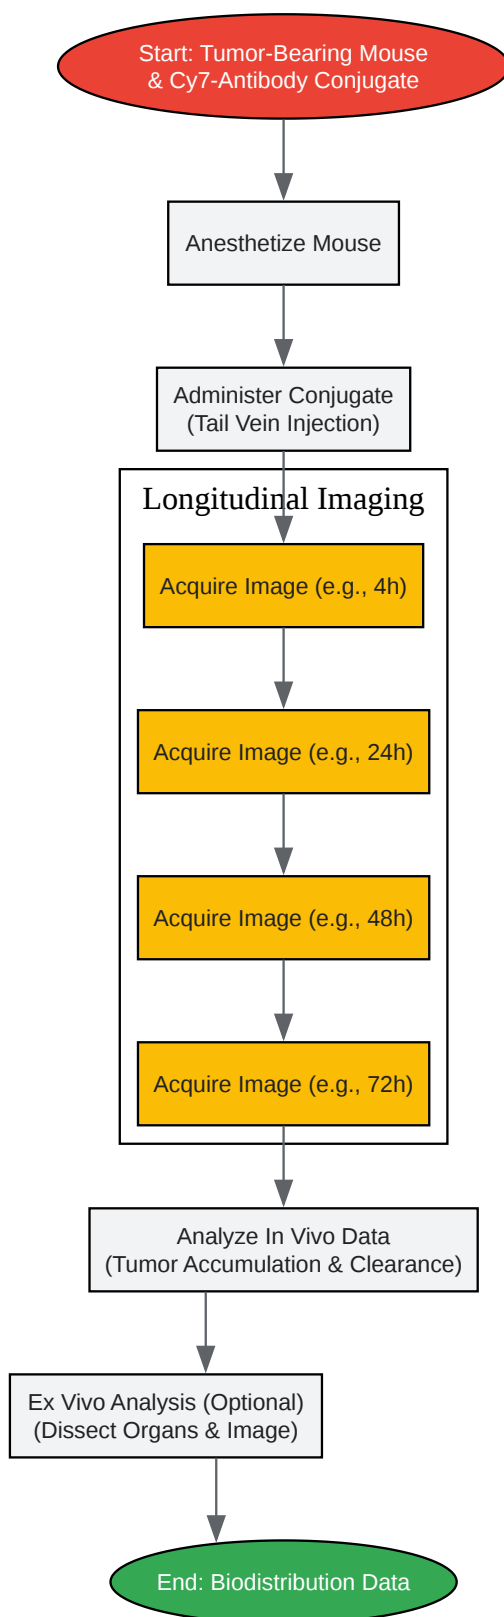 Start: Tumor-Bearing Mouse
& Cy7-Antibody Conjugate
Anesthetize Mouse
Administer Conjugate
(Tail Vein Injection)
Longitudinal Imaging
Acquire Image (e.g., 4h)
Acquire Image (e.g., 24h)
Acquire Image (e.g., 48h)
Acquire Image (e.g., 72h)
Analyze In Vivo Data
(Tumor Accumulation & Clearance)
Ex Vivo Analysis (Optional)
(Dissect Organs & Image)
End: Biodistribution Data